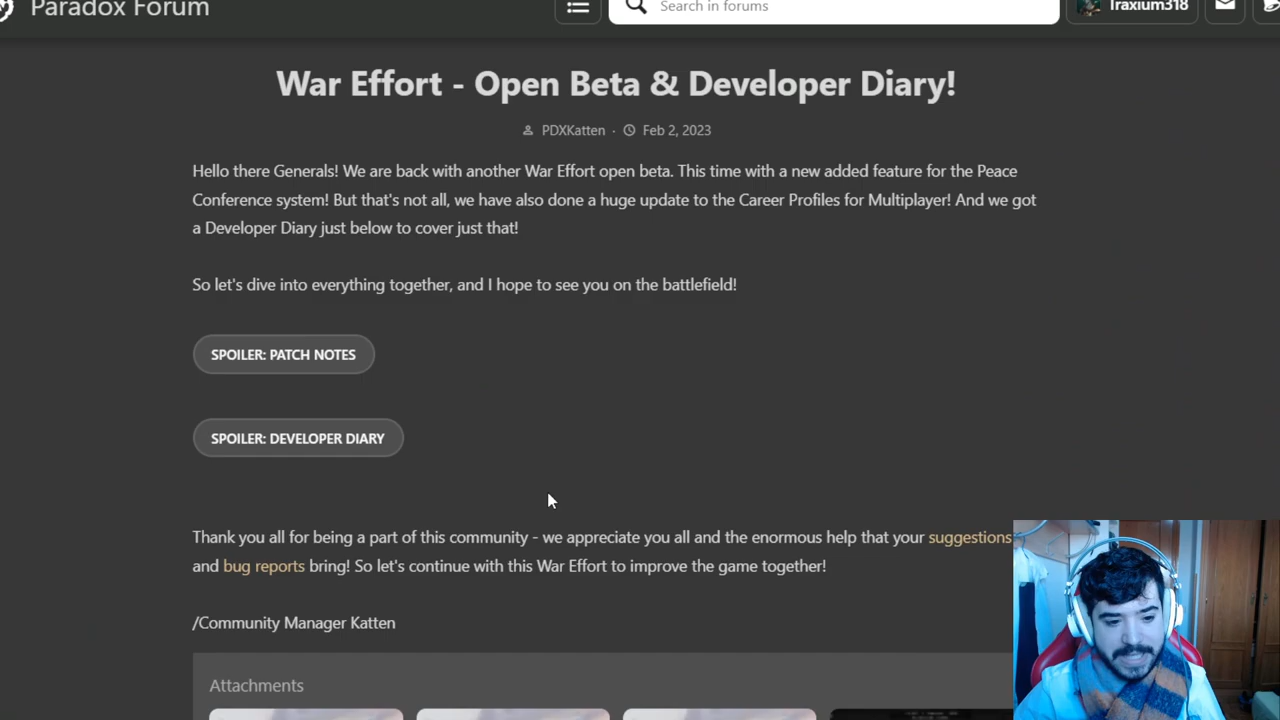 Paradox Forum
Search in forums
Traxium318
War Effort - Open Beta & Developer Diary!
PDXKatten · Feb 2, 2023
Hello there Generals! We are back with another War Effort open beta. This time with a new added feature for the Peace
Conference system! But that's not all, we have also done a huge update to the Career Profiles for Multiplayer! And we got
a Developer Diary just below to cover just that!
So let's dive into everything together, and I hope to see you on the battlefield!
SPOILER: PATCH NOTES
SPOILER: DEVELOPER DIARY
Thank you all for being a part of this community - we appreciate you all and the enormous help that your suggestions
and bug reports bring! So let's continue with this War Effort to improve the game together!
/Community Manager Katten
Attachments